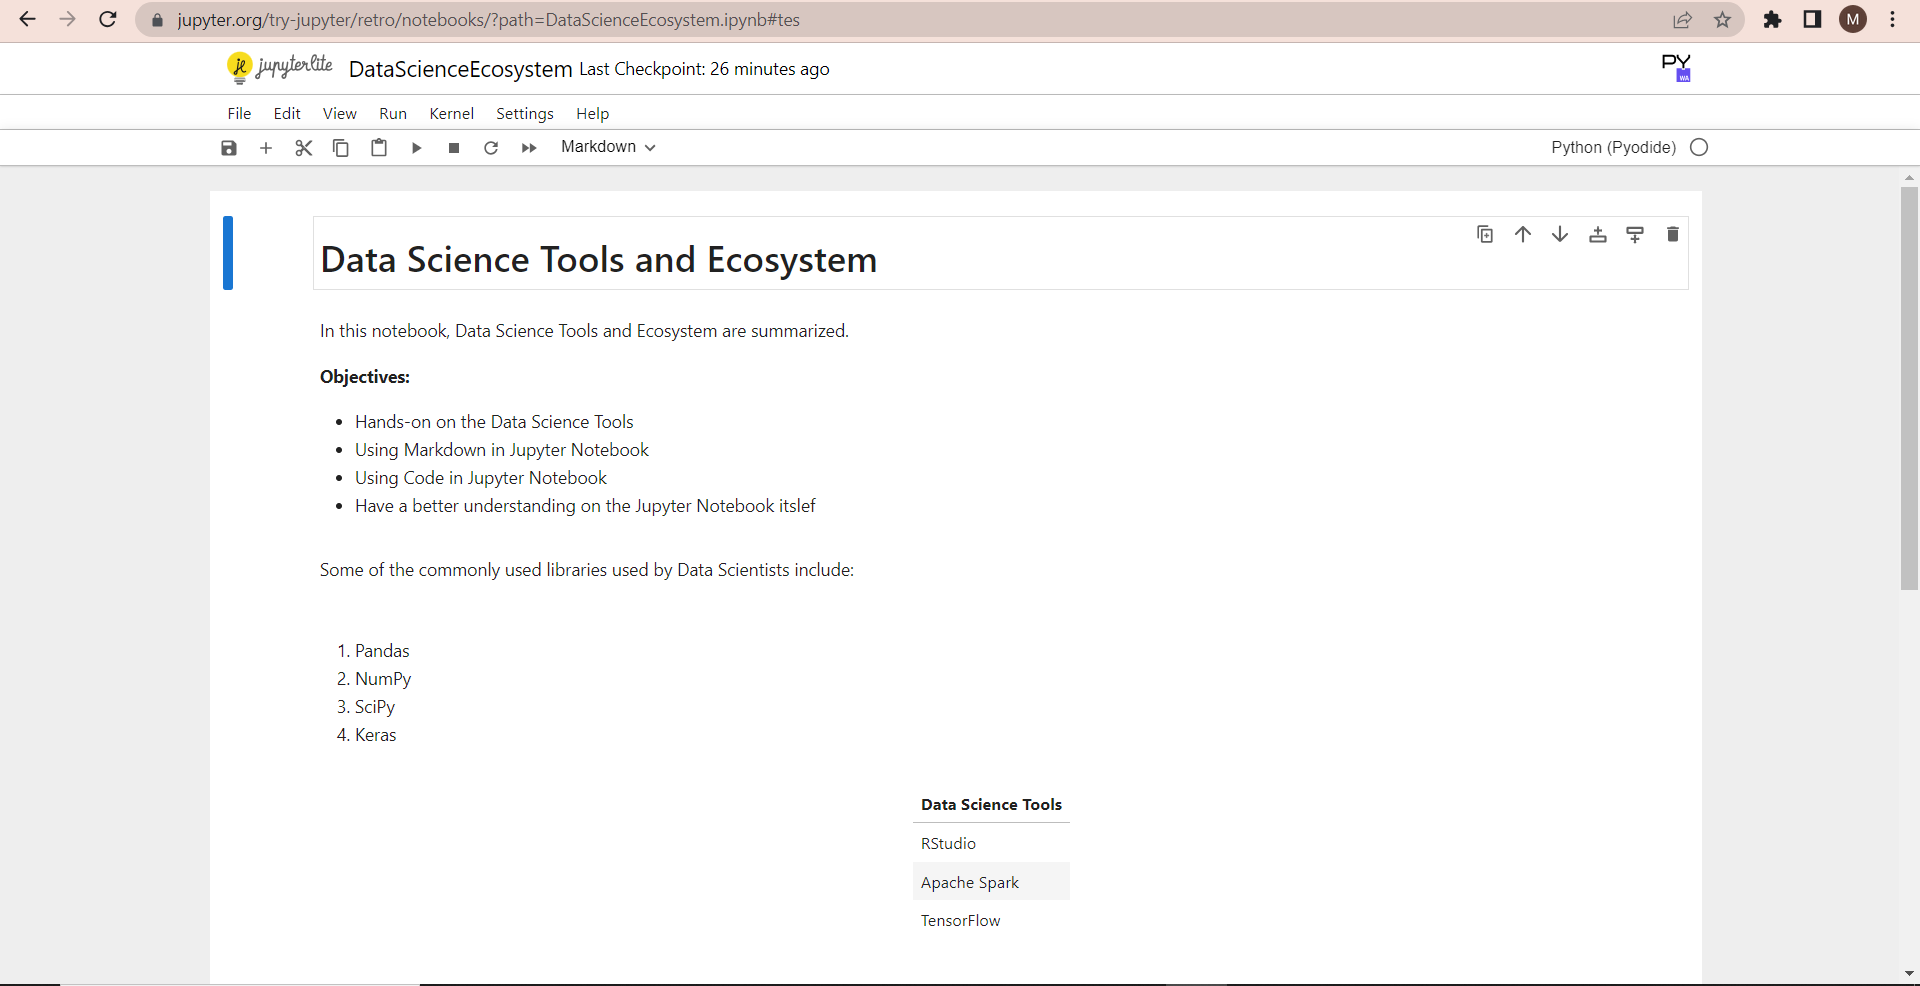 jupyter.org/try-jupyter/retro/notebooks/?path=DataScienceEcosystem.ipynb#tes
M
jupyterlite DataScienceEcosystem Last Checkpoint: 26 minutes ago
PY
WA
File Edit View Run Kernel Settings Help
Markdown
Python (Pyodide)
Data Science Tools and Ecosystem
In this notebook, Data Science Tools and Ecosystem are summarized.
Objectives:
• Hands-on on the Data Science Tools
• Using Markdown in Jupyter Notebook
• Using Code in Jupyter Notebook
• Have a better understanding on the Jupyter Notebook itslef
Some of the commonly used libraries used by Data Scientists include:
1. Pandas
2. NumPy
3. SciPy
4. Keras
Data Science Tools
RStudio
Apache Spark
TensorFlow